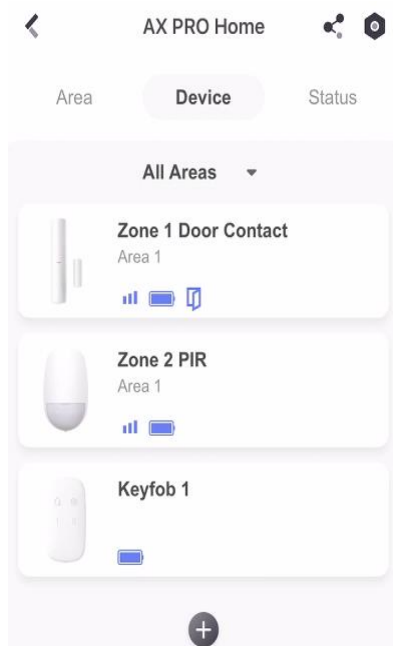 AX PRO Home
Area Device Status
All Areas
Zone 1 Door Contact
Area 1
Zone 2 PIR
Area 1
Keyfob 1